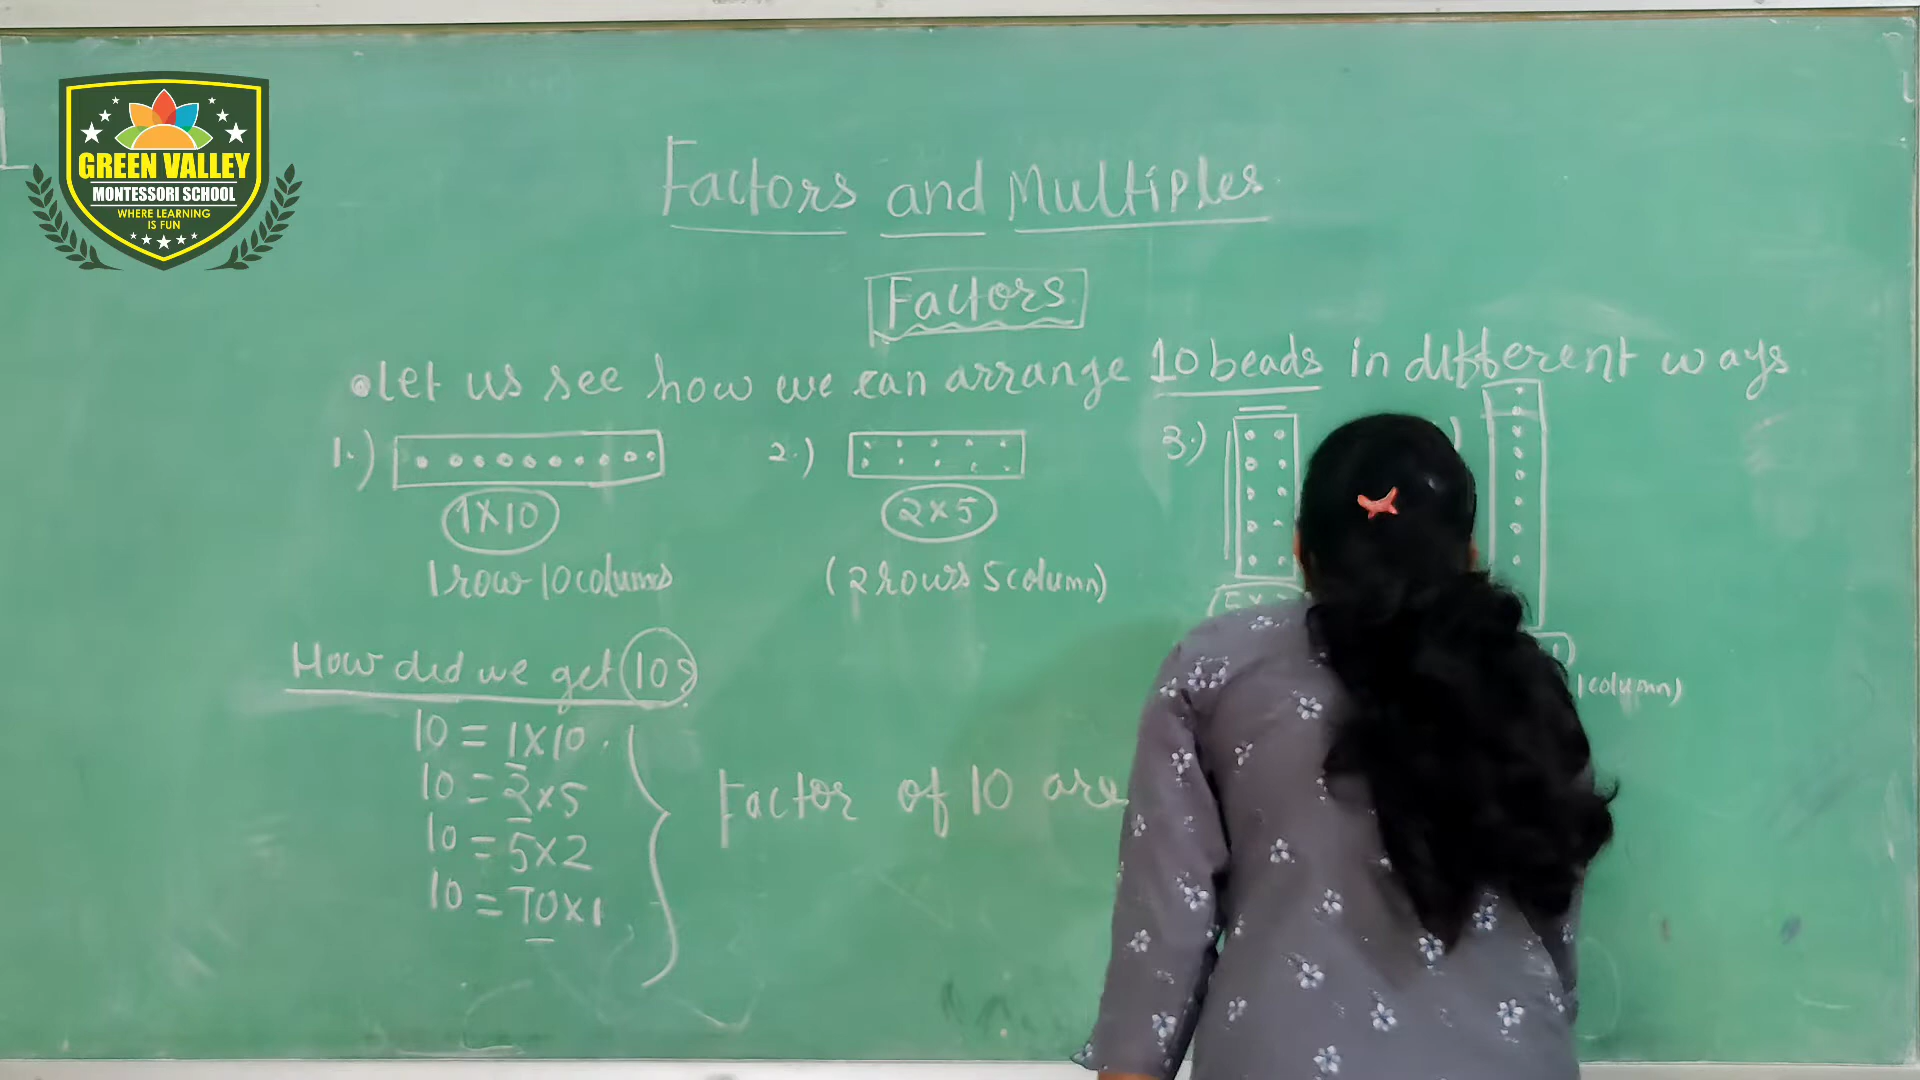 GREEN VALLEY
MONTESSORI SCHOOL
WHERE LEARNING
IS FUN
Factors and Multiples
Factors
Let us see how we can arrange 10 beads in different ways
1.) 2.) 3.) )
1X10 2x5
1 row 10 columns (2 rows 5 column) 1 column)
How did we get 10?
10 = 1X10.
10 = 2x5
10 = 5X2
10 = 10x1
Factor of 10 are